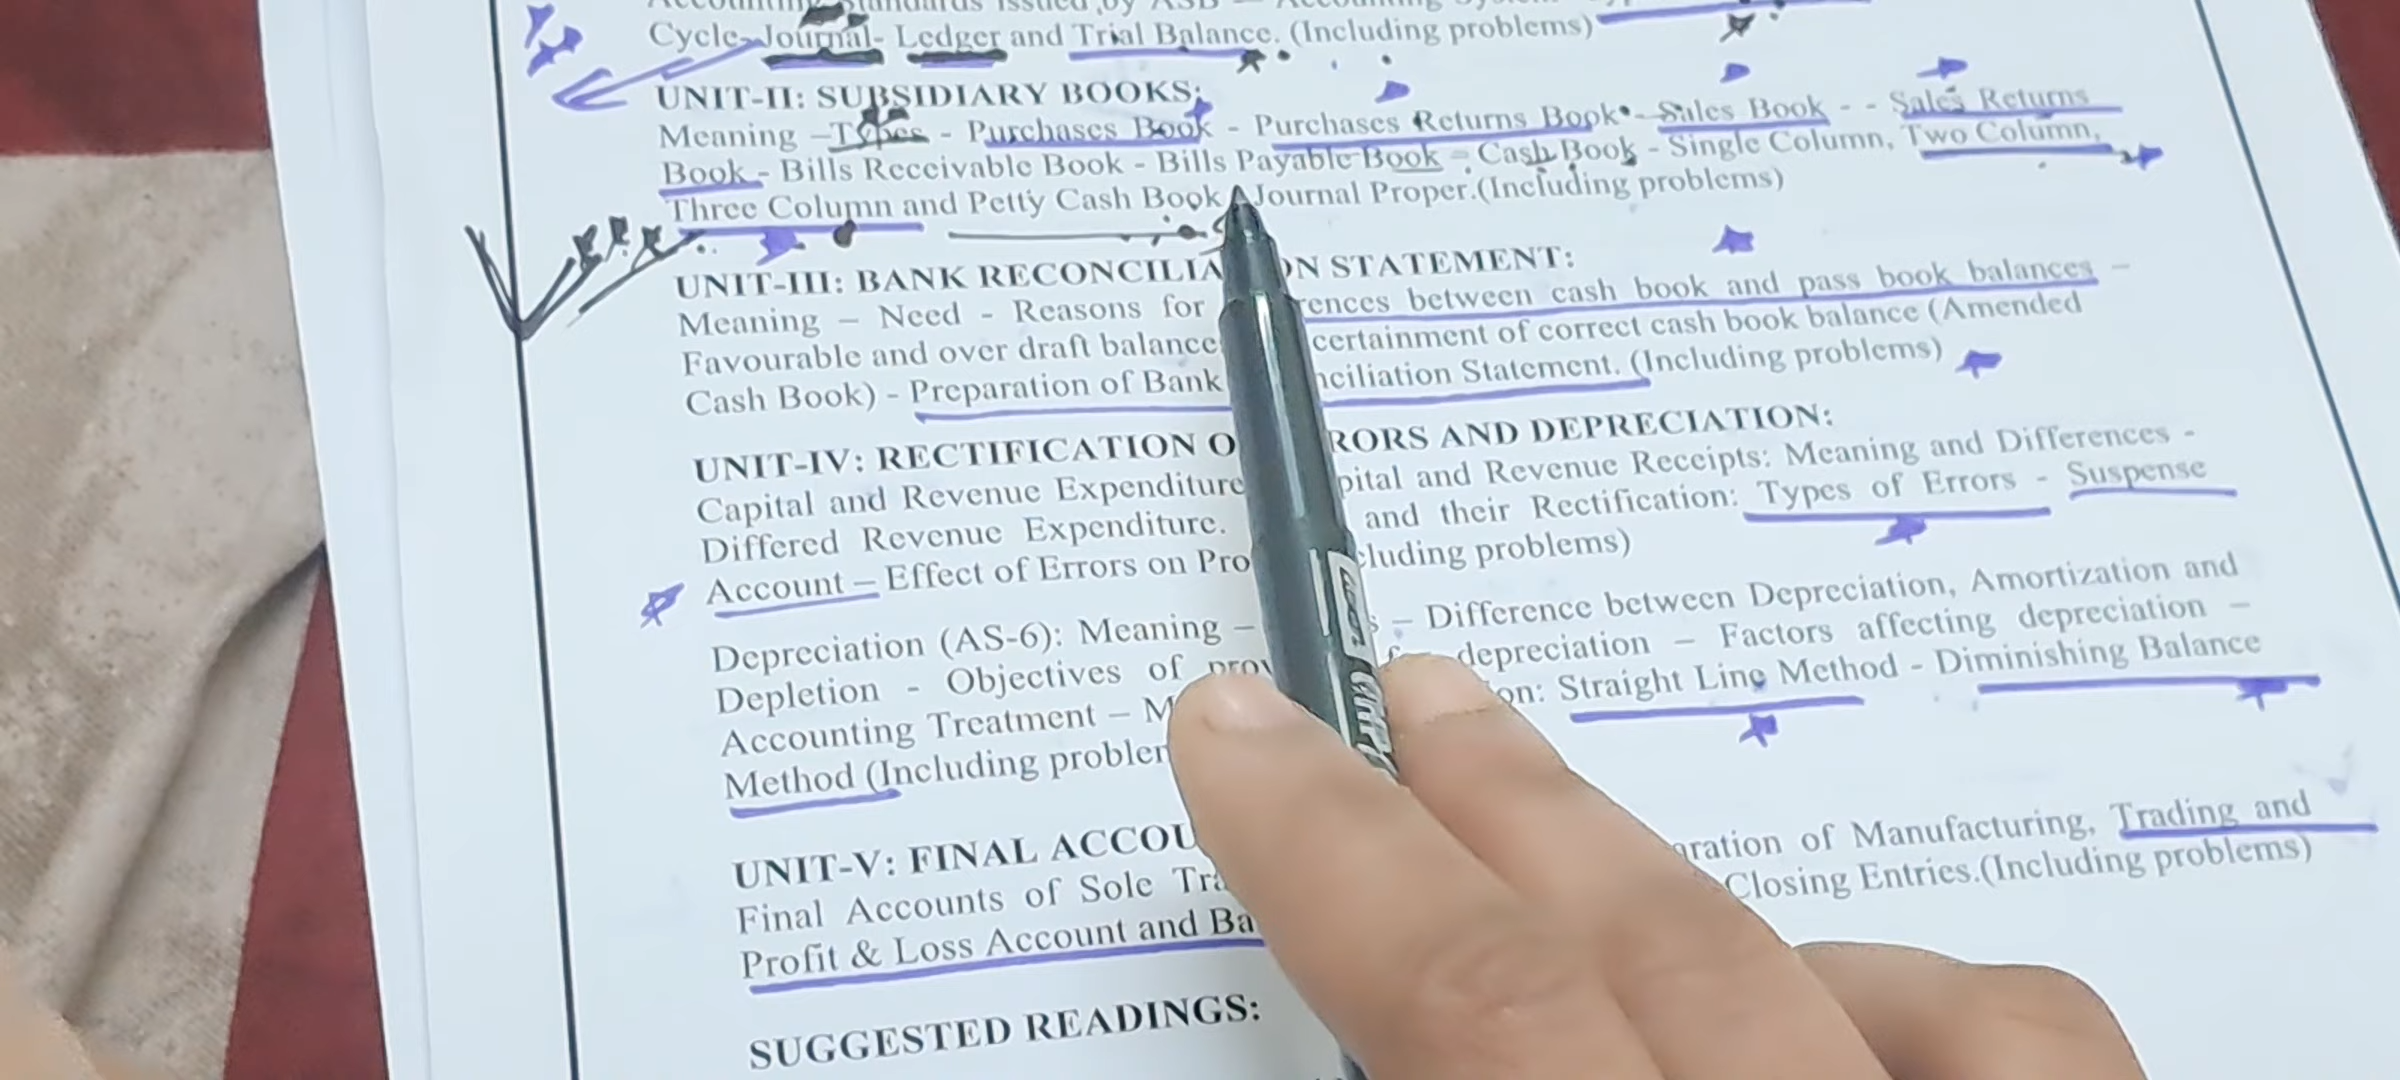 Cycle- Journal- Ledger and Trial Balance. (Including problems)
UNIT-II: SUBSIDIARY BOOKS:
Meaning –Types - Purchases Book - Purchases Returns Book - Sales Book - - Sales Returns
Book - Bills Receivable Book - Bills Payable Book – Cash Book - Single Column, Two Column,
Three Column and Petty Cash Book Journal Proper.(Including problems)
UNIT-III: BANK RECONCILIA ON STATEMENT:
Meaning – Need - Reasons for rences between cash book and pass book balances –
Favourable and over draft balance certainment of correct cash book balance (Amended
Cash Book) - Preparation of Bank nciliation Statement. (Including problems)
UNIT-IV: RECTIFICATION O RORS AND DEPRECIATION:
Capital and Revenue Expenditure pital and Revenue Receipts: Meaning and Differences -
Differed Revenue Expenditure. and their Rectification: Types of Errors - Suspense
Account – Effect of Errors on Pro cluding problems)
Depreciation (AS-6): Meaning – s – Difference between Depreciation, Amortization and
Depletion - Objectives of prov depreciation – Factors affecting depreciation –
Accounting Treatment – M on: Straight Line Method - Diminishing Balance
Method (Including problem
UNIT-V: FINAL ACCOU
Final Accounts of Sole Tra aration of Manufacturing, Trading and
Profit & Loss Account and Ba Closing Entries.(Including problems)
SUGGESTED READINGS: